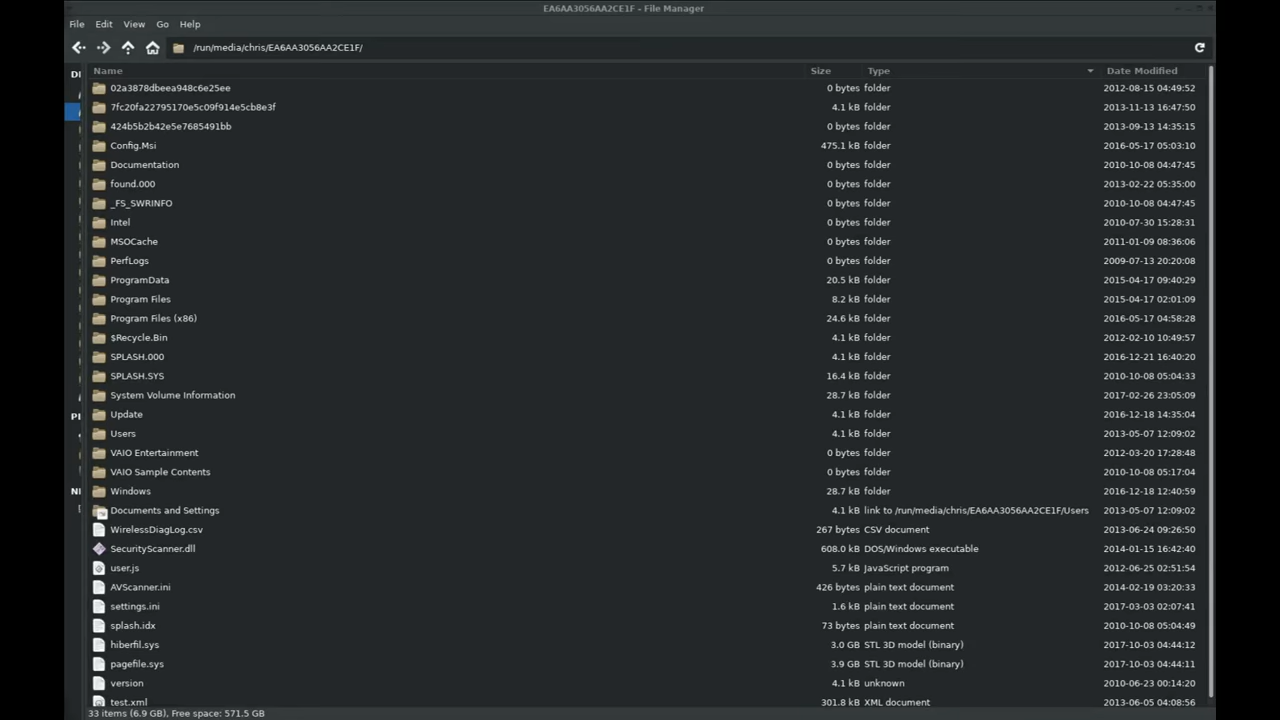 EA6AA3056AA2CE1F - File Manager
File Edit View Go Help
/run/media/chris/EA6AA3056AA2CE1F/
Name Size Type Date Modified
02a3878dbeea948c6e25ee 0 bytes folder 2012-08-15 04:49:52
7fc20fa22795170e5c09f914e5cb8e3f 4.1 kB folder 2013-11-13 16:47:50
424b5b2b42e5e7685491bb 0 bytes folder 2013-09-13 14:35:15
Config.Msi 475.1 kB folder 2016-05-17 05:03:10
Documentation 0 bytes folder 2010-10-08 04:47:45
found.000 0 bytes folder 2013-02-22 05:35:00
_FS_SWRINFO 0 bytes folder 2010-10-08 04:47:45
Intel 0 bytes folder 2010-07-30 15:28:31
MSOCache 0 bytes folder 2011-01-09 08:36:06
PerfLogs 0 bytes folder 2009-07-13 20:20:08
ProgramData 20.5 kB folder 2015-04-17 09:40:29
Program Files 8.2 kB folder 2015-04-17 02:01:09
Program Files (x86) 24.6 kB folder 2016-05-17 04:58:28
$Recycle.Bin 4.1 kB folder 2012-02-10 10:49:57
SPLASH.000 4.1 kB folder 2016-12-21 16:40:20
SPLASH.SYS 16.4 kB folder 2010-10-08 05:04:33
System Volume Information 28.7 kB folder 2017-02-26 23:05:09
Update 4.1 kB folder 2016-12-18 14:35:04
Users 4.1 kB folder 2013-05-07 12:09:02
VAIO Entertainment 0 bytes folder 2012-03-20 17:28:48
VAIO Sample Contents 0 bytes folder 2010-10-08 05:17:04
Windows 28.7 kB folder 2016-12-18 12:40:59
Documents and Settings 4.1 kB link to /run/media/chris/EA6AA3056AA2CE1F/Users 2013-05-07 12:09:02
WirelessDiagLog.csv 267 bytes CSV document 2013-06-24 09:26:50
SecurityScanner.dll 608.0 kB DOS/Windows executable 2014-01-15 16:42:40
user.js 5.7 kB JavaScript program 2012-06-25 02:51:54
AVScanner.ini 426 bytes plain text document 2014-02-19 03:20:33
settings.ini 1.6 kB plain text document 2017-03-03 02:07:41
splash.idx 73 bytes plain text document 2010-10-08 05:04:49
hiberfil.sys 3.0 GB STL 3D model (binary) 2017-10-03 04:44:12
pagefile.sys 3.9 GB STL 3D model (binary) 2017-10-03 04:44:11
version 4.1 kB unknown 2010-06-23 00:14:20
test.xml 301.8 kB XML document 2013-06-05 04:08:56
33 items (6.9 GB), Free space: 571.5 GB